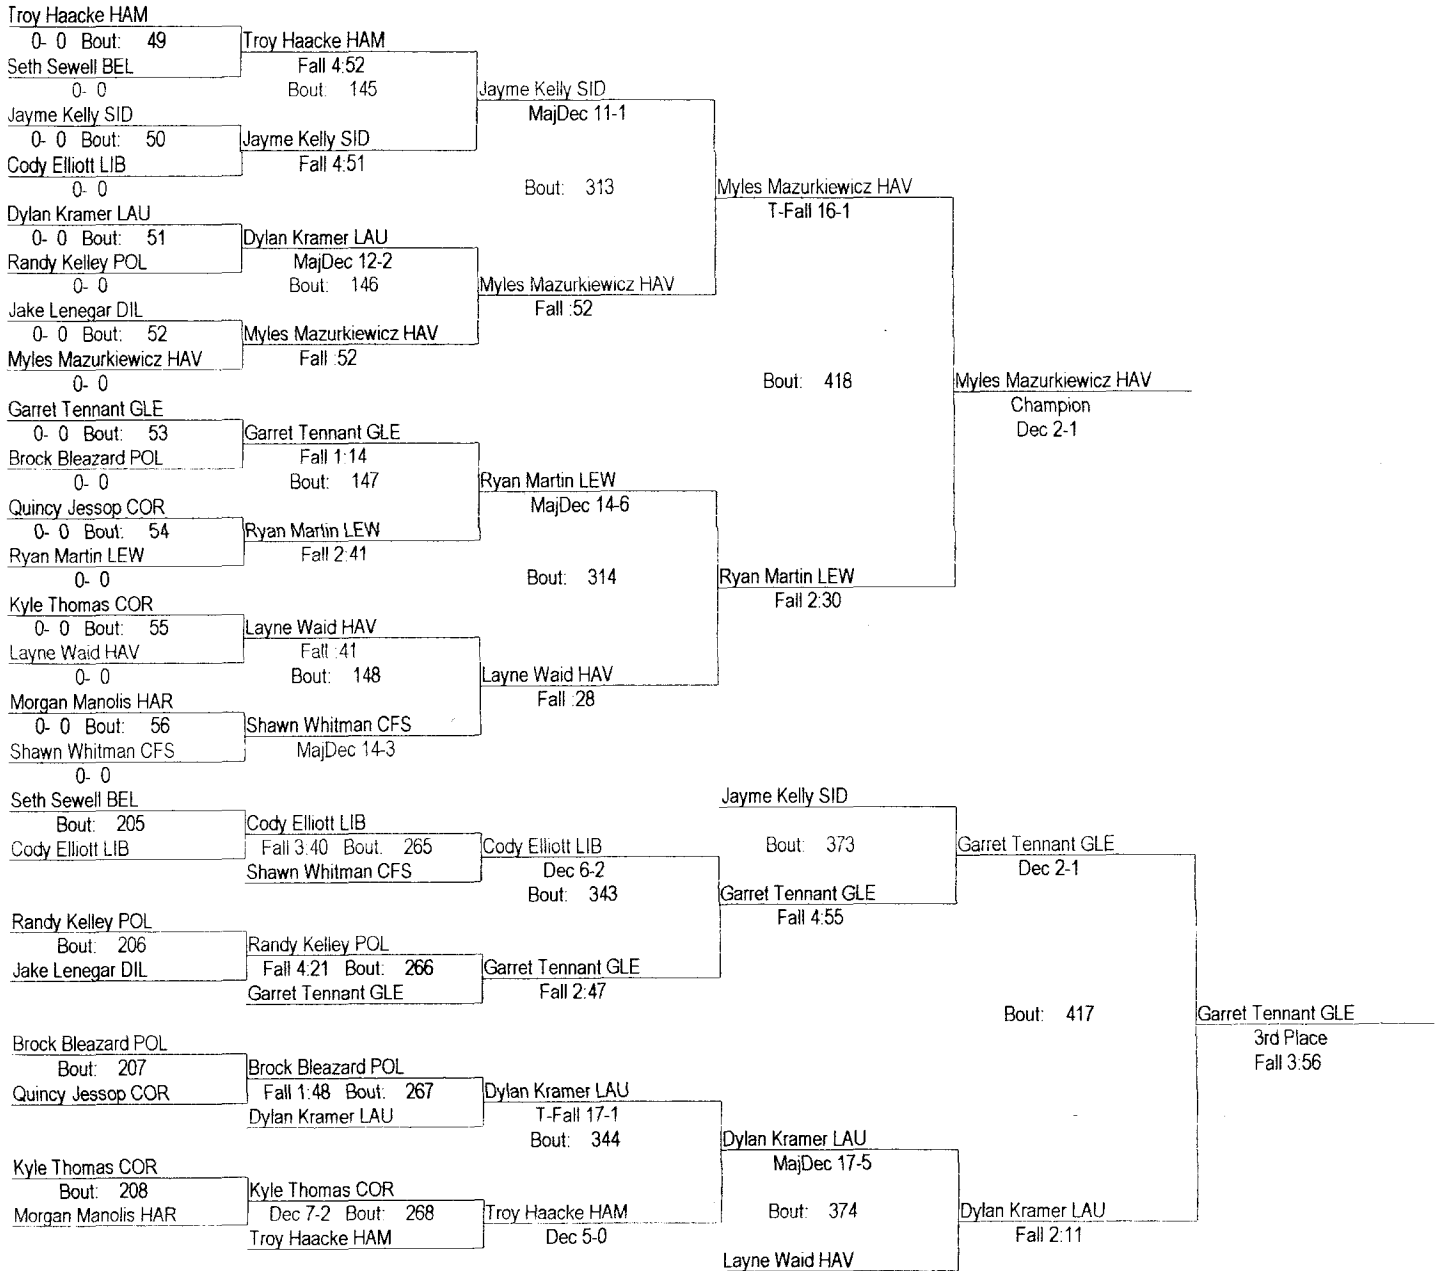 Troy Haacke HAM
0- 0 Bout: 49
Seth Sewell BEL
0- 0
Jayme Kelly SID
0- 0 Bout: 50
Cody Elliott LIB
0- 0
Dylan Kramer LAU
0- 0 Bout: 51
Randy Kelley POL
0- 0
Jake Lenegar DIL
0- 0 Bout: 52
Myles Mazurkiewicz HAV
0- 0
Garret Tennant GLE
0- 0 Bout: 53
Brock Bleazard POL
0- 0
Quincy Jessop COR
0- 0 Bout: 54
Ryan Martin LEW
0- 0
Kyle Thomas COR
0- 0 Bout: 55
Layne Waid HAV
0- 0
Morgan Manolis HAR
0- 0 Bout: 56
Shawn Whitman CFS
0- 0
Troy Haacke HAM
Fall 4:52
Bout: 145
Jayme Kelly SID
Fall 4:51
Dylan Kramer LAU
MajDec 12-2
Bout: 146
Myles Mazurkiewicz HAV
Fall :52
Garret Tennant GLE
Fall 1:14
Bout: 147
Ryan Martin LEW
Fall 2:41
Layne Waid HAV
Fall :41
Bout: 148
Shawn Whitman CFS
MajDec 14-3
Jayme Kelly SID
MajDec 11-1
Bout: 313
Myles Mazurkiewicz HAV
Fall :52
Ryan Martin LEW
MajDec 14-6
Bout: 314
Layne Waid HAV
Fall :28
Myles Mazurkiewicz HAV
T-Fall 16-1
Bout: 418
Ryan Martin LEW
Fall 2:30
Myles Mazurkiewicz HAV
Champion
Dec 2-1
Seth Sewell BEL
Bout: 205
Cody Elliott LIB
Randy Kelley POL
Bout: 206
Jake Lenegar DIL
Brock Bleazard POL
Bout: 207
Quincy Jessop COR
Kyle Thomas COR
Bout: 208
Morgan Manolis HAR
Cody Elliott LIB
Fall 3:40 Bout: 265
Shawn Whitman CFS
Randy Kelley POL
Fall 4:21 Bout: 266
Garret Tennant GLE
Brock Bleazard POL
Fall 1:48 Bout: 267
Dylan Kramer LAU
Kyle Thomas COR
Dec 7-2 Bout: 268
Troy Haacke HAM
Cody Elliott LIB
Dec 6-2
Bout: 343
Garret Tennant GLE
Fall 2:47
Dylan Kramer LAU
T-Fall 17-1
Bout: 344
Troy Haacke HAM
Dec 5-0
Jayme Kelly SID
Bout: 373
Garret Tennant GLE
Fall 4:55
Dylan Kramer LAU
MajDec 17-5
Bout: 374
Layne Waid HAV
Garret Tennant GLE
Dec 2-1
Bout: 417
Dylan Kramer LAU
Fall 2:11
Garret Tennant GLE
3rd Place
Fall 3:56